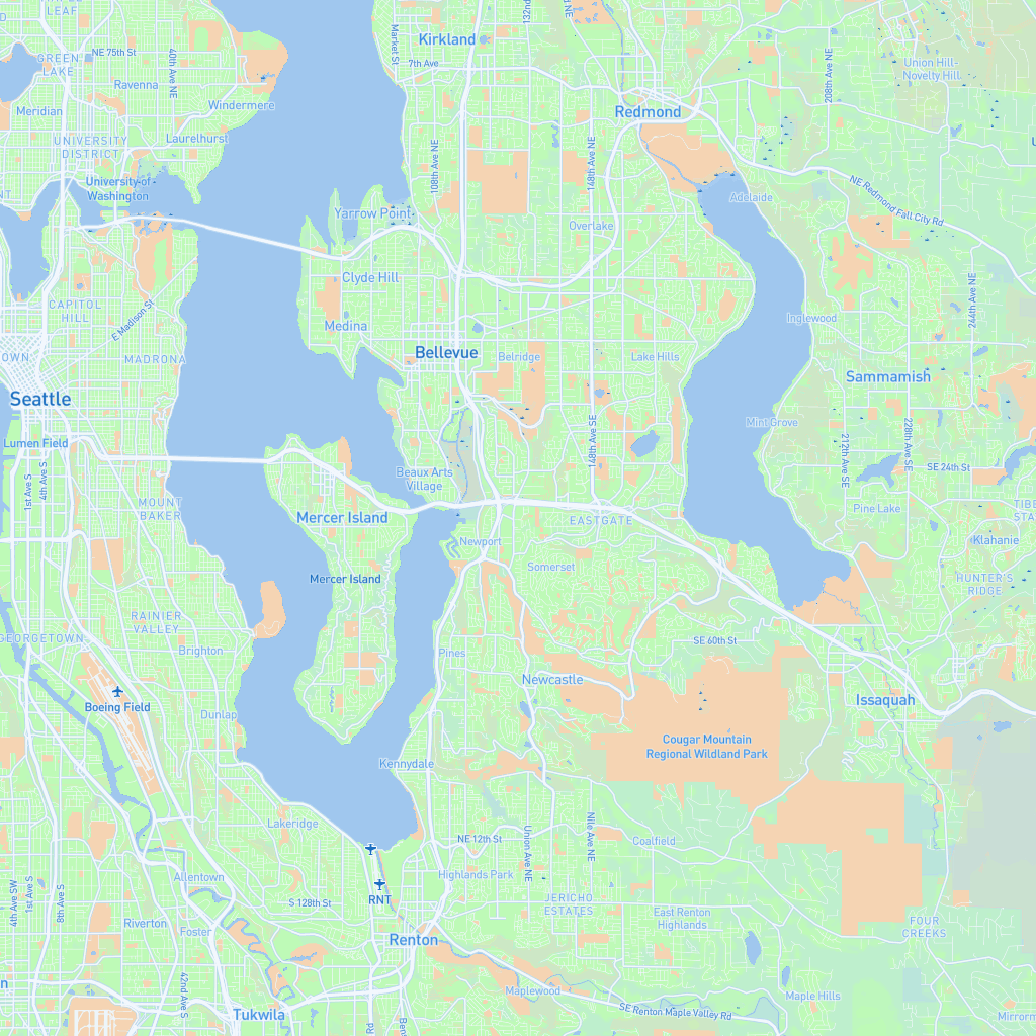 LEAF
Kirkland
132nd
NE
NE 75th St
40th Ave NE
Market St
7th Ave
GREEN
LAKE
Ravenna
208th Ave NE
Union Hill-
Novelty Hill
Meridian
Windermere
Redmond
Laurelhurst
UNIVERSITY
DISTRICT
108th Ave NE
148th Ave NE
University of
Washington
NE Redmond Fall City Rd
Adelaide
Yarrow Point
Overlake
Clyde Hill
CAPITOL
HILL
E Madison St
Medina
244th Ave NE
Inglewood
MADRONA
Bellevue
Belridge
Lake Hills
Sammamish
Seattle
Lumen Field
148th Ave SE
Mint Grove
212th Ave SE
228th Ave SE
SE 24th St
1st Ave S
4th Ave S
Beaux Arts
Village
MOUNT
BAKER
Mercer Island
EASTGATE
Pine Lake
Newport
Klahanie
Mercer Island
Somerset
HUNTER'S
RIDGE
RAINIER
VALLEY
GEORGETOWN
Brighton
Pines
SE 60th St
Newcastle
Boeing Field
Dunlap
Issaquah
Cougar Mountain
Regional Wildland Park
Kennydale
Lakeridge
NE 12th St
Union Ave NE
Nile Ave NE
Coalfield
Allentown
Highlands Park
4th Ave SW
1st Ave S
8th Ave S
S 128th St
RNT
JERICHO
ESTATES
East Renton
Highlands
FOUR
CREEKS
Riverton
Foster
Renton
42nd Ave S
Maplewood
SE Renton Maple Valley Rd
Maple Hills
Tukwila